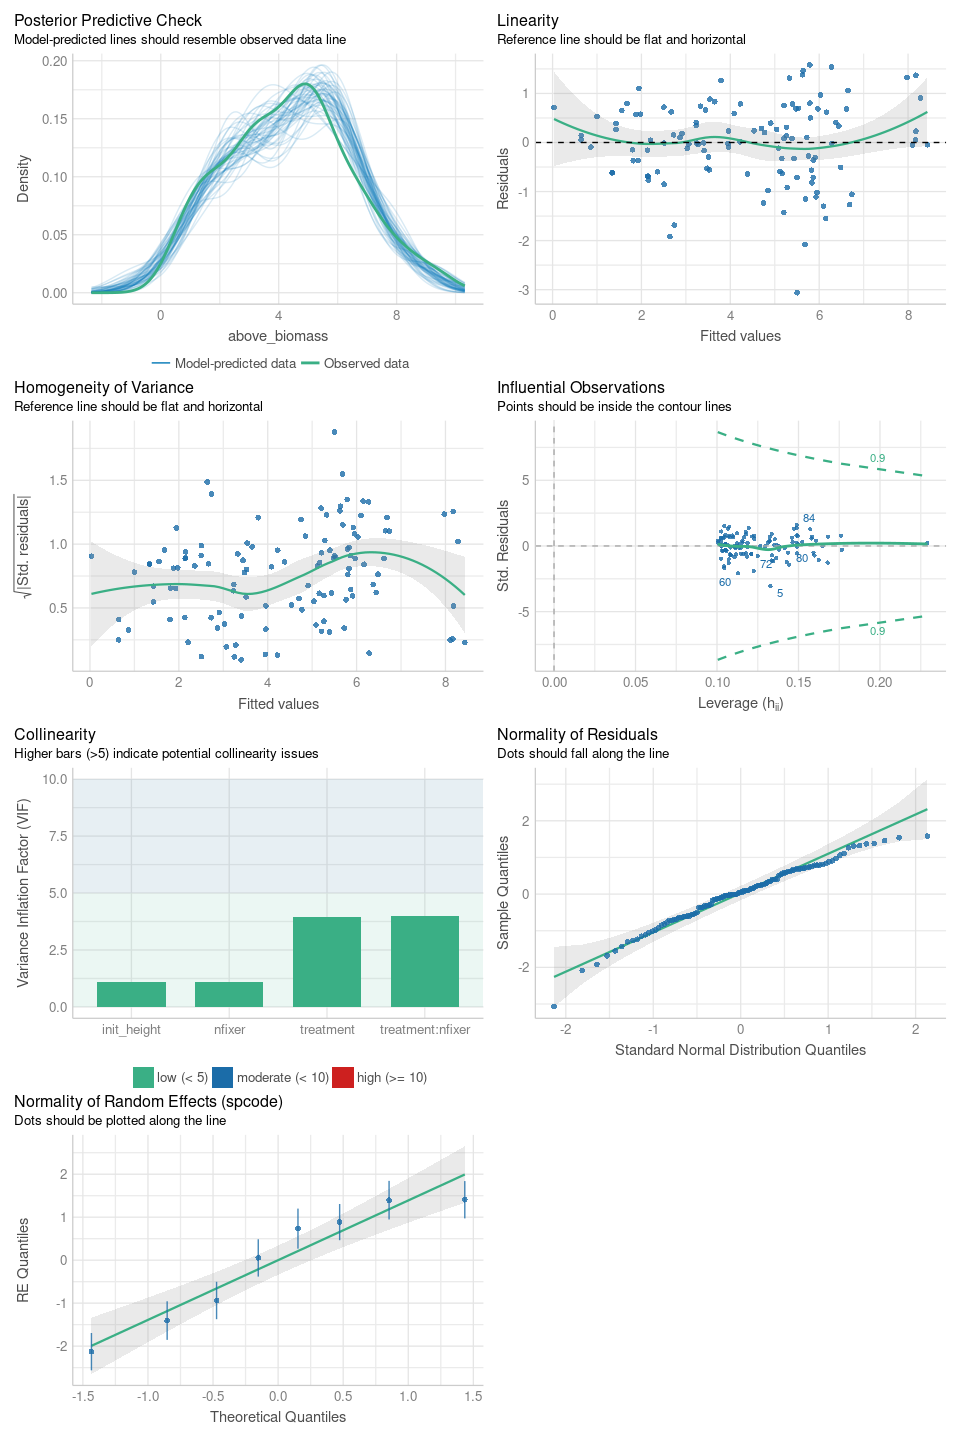 Posterior Predictive Check
Model-predicted lines should resemble observed data line
0.20
0.15
0.10
0.05
0.00
Density
0
4
8
above_biomass
Model-predicted data
Observed data
Linearity
Reference line should be flat and horizontal
1
0
-1
-2
-3
Residuals
0
2
4
6
8
Fitted values
Homogeneity of Variance
Reference line should be flat and horizontal
1.5
1.0
0.5
√|Std. residuals|
0
2
4
6
8
Fitted values
Influential Observations
Points should be inside the contour lines
5
0
-5
Std. Residuals
0.9
84
72
80
60
5
0.9
0.00
0.05
0.10
0.15
0.20
Leverage (hii)
Collinearity
Higher bars (>5) indicate potential collinearity issues
10.0
7.5
5.0
2.5
0.0
Variance Inflation Factor (VIF)
init_height
nfixer
treatment
treatment:nfixer
low (< 5)
moderate (< 10)
high (>= 10)
Normality of Residuals
Dots should fall along the line
2
0
-2
Sample Quantiles
-2
-1
0
1
2
Standard Normal Distribution Quantiles
Normality of Random Effects (spcode)
Dots should be plotted along the line
2
1
0
-1
-2
RE Quantiles
-1.5
-1.0
-0.5
0.0
0.5
1.0
1.5
Theoretical Quantiles